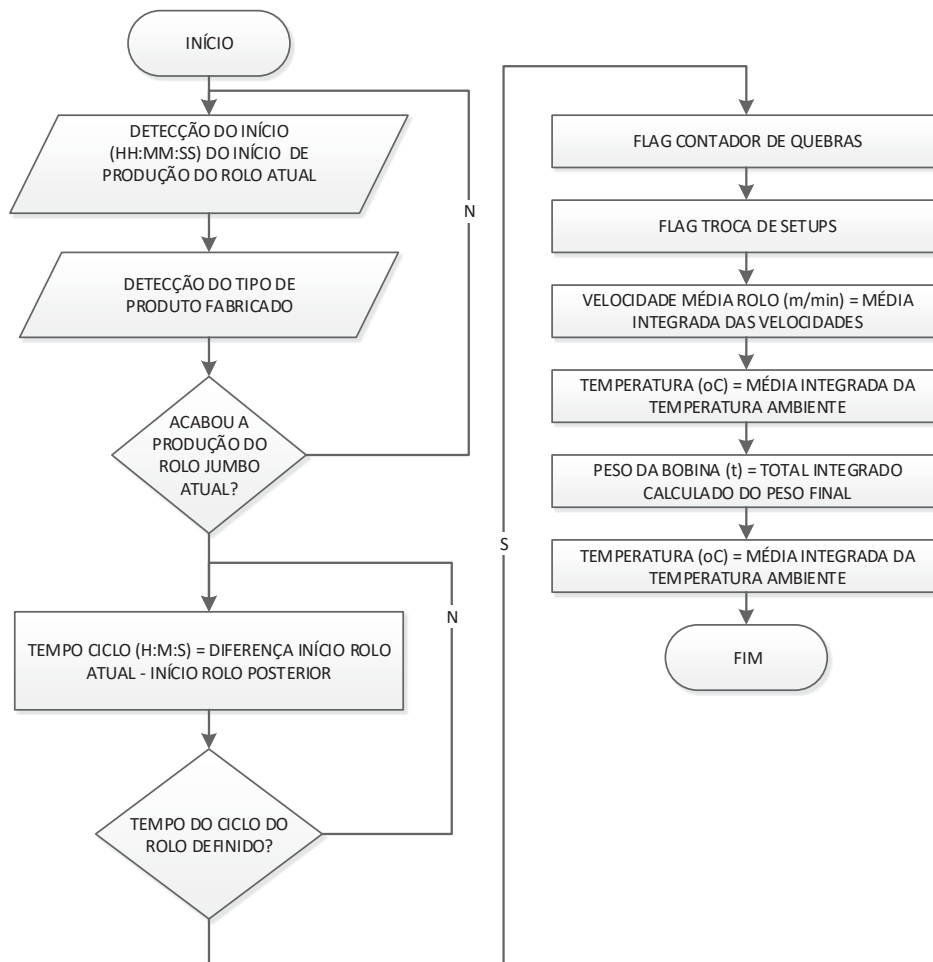 INÍCIO
DETECÇÃO DO INÍCIO
(HH:MM:SS) DO INÍCIO DE
PRODUÇÃO DO ROLO ATUAL
N
DETECÇÃO DO TIPO DE
PRODUTO FABRICADO
ACABOU A
PRODUÇÃO DO
ROLO JUMBO
ATUAL?
N
TEMPO CICLO (H:M:S) = DIFERENÇA INÍCIO ROLO
ATUAL - INÍCIO ROLO POSTERIOR
TEMPO DO CICLO DO
ROLO DEFINIDO?
S
FLAG CONTADOR DE QUEBRAS
FLAG TROCA DE SETUPS
VELOCIDADE MÉDIA ROLO (m/min) = MÉDIA
INTEGRADA DAS VELOCIDADES
TEMPERATURA (oC) = MÉDIA INTEGRADA DA
TEMPERATURA AMBIENTE
PESO DA BOBINA (t) = TOTAL INTEGRADO
CALCULADO DO PESO FINAL
TEMPERATURA (oC) = MÉDIA INTEGRADA DA
TEMPERATURA AMBIENTE
FIM